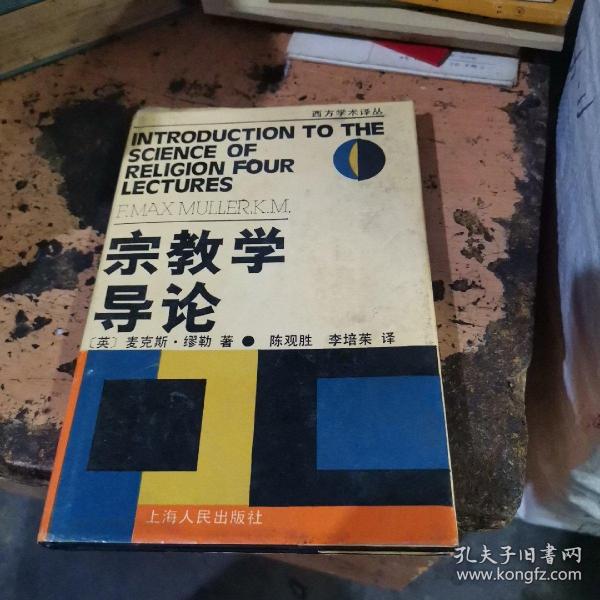 西方学术译丛
INTRODUCTION TO THE
SCIENCE OF
RELIGION FOUR
LECTURES
F.MAX MULLER.K.M.
宗教学
导论
〔英〕麦克斯·缪勒 著 ● 陈观胜 李培茱 译
上海人民出版社
孔夫子旧书网
www.kongfz.com